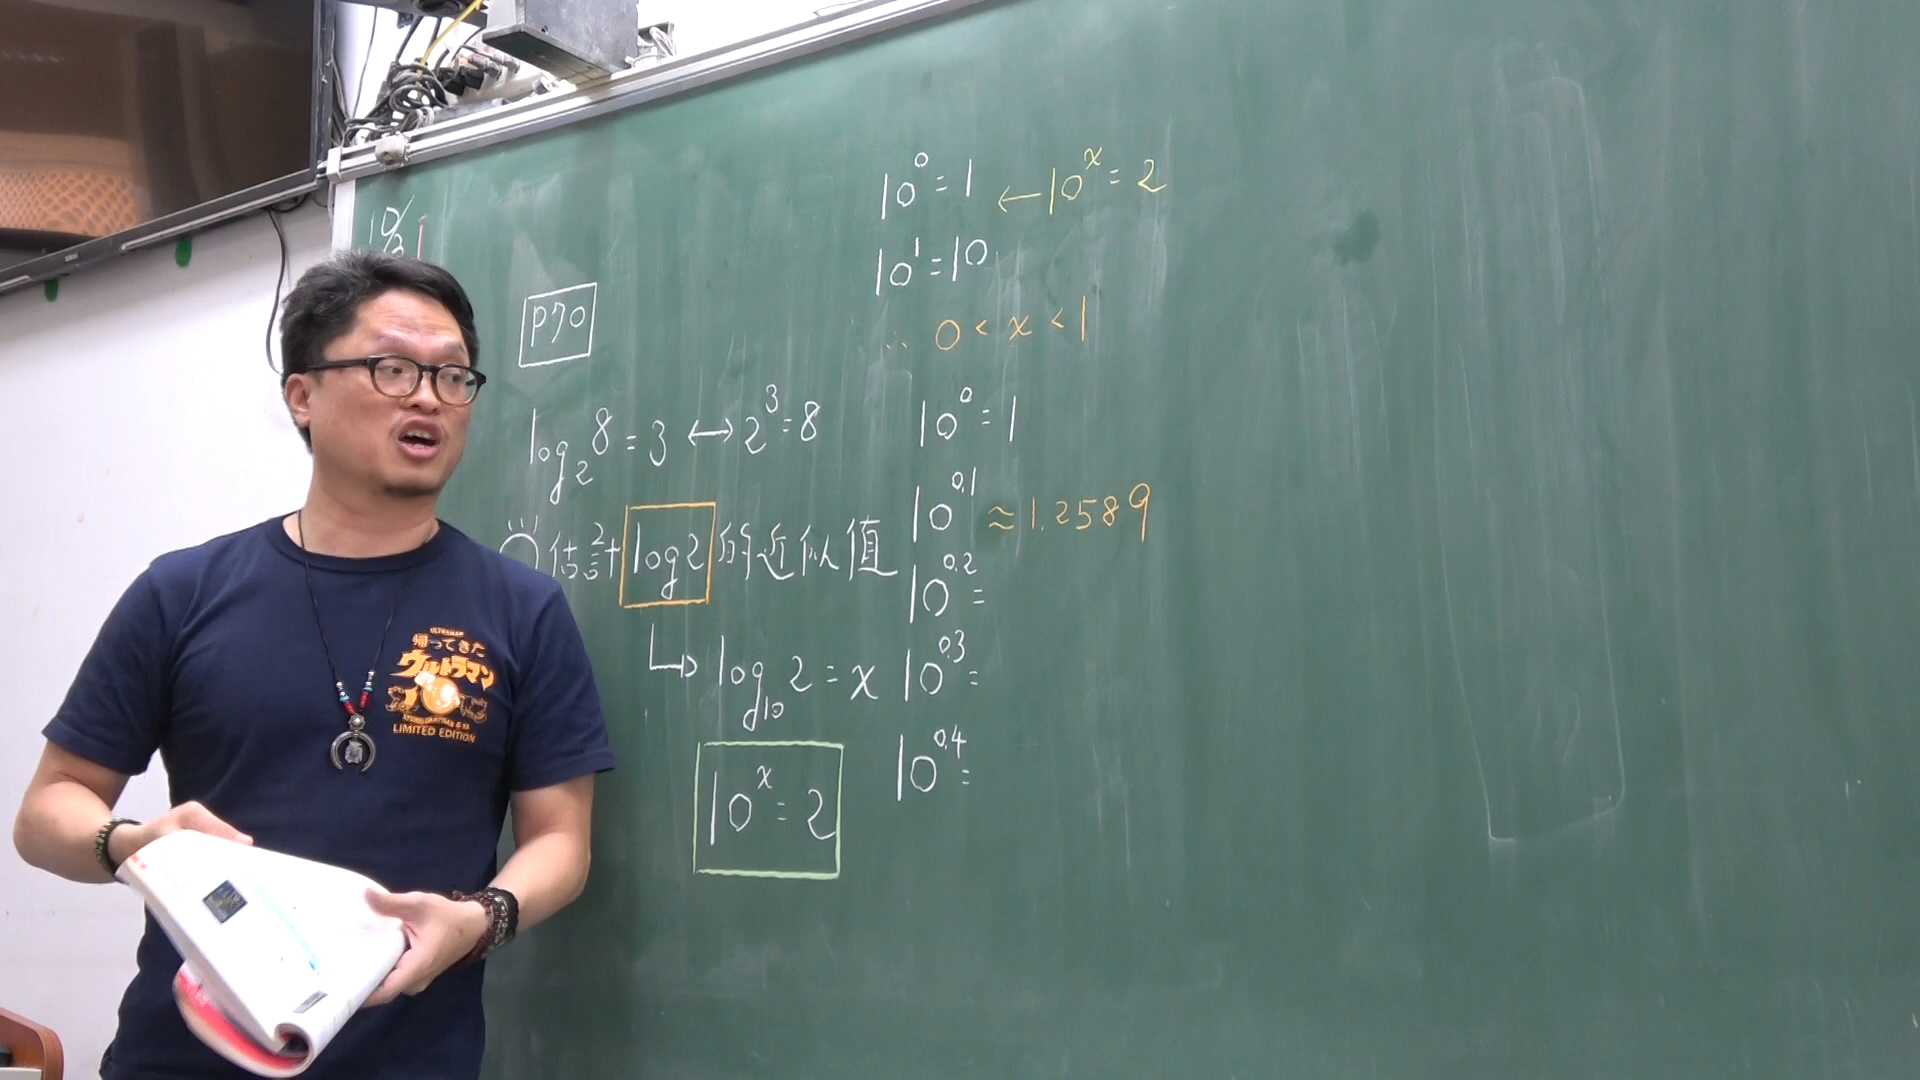 10/31
P70
log₂8 = 3 ↔ 2³ = 8
估計 log2 的近似值
↳ log₁₀2 = x
10ˣ = 2
10⁰ = 1 ← 10ˣ = 2
10¹ = 10
∴ 0 < x < 1
10⁰ = 1
10^0.1 ≈ 1.2589
10^0.2 =
10^0.3 =
10^0.4 =
ULTRAMAN
帰ってきた
ウルトラマン
LIMITED EDITION